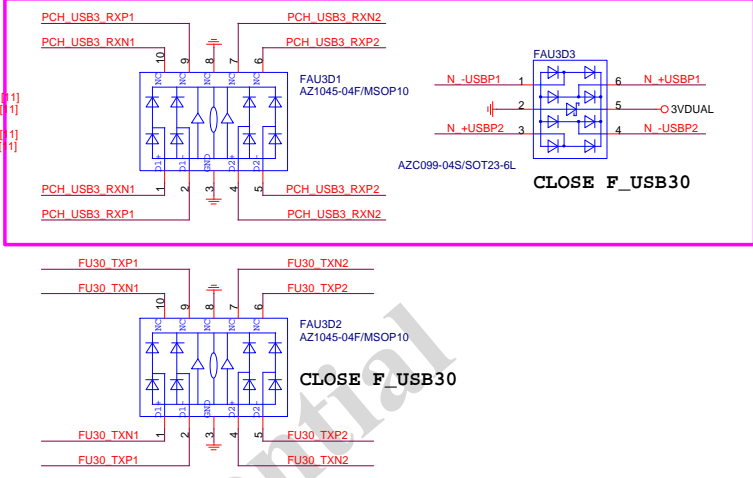 PCH_USB3_RXP1
PCH_USB3_RXN2
PCH_USB3_RXN1
PCH_USB3_RXP2
10
9
8
7
6
NC
NC
NC
NC
FAU3D1
AZ1045-04F/MSOP10
D1+
D1-
GND
D2+
D2-
1
2
3
4
5
PCH_USB3_RXN1
PCH_USB3_RXP2
PCH_USB3_RXP1
PCH_USB3_RXN2
FAU3D3
N_-USBP1
1
6
N_+USBP1
2
5
3VDUAL
N_+USBP2
3
4
N_-USBP2
AZC099-04S/SOT23-6L
CLOSE F_USB30
FU30_TXP1
FU30_TXN2
FU30_TXN1
FU30_TXP2
10
9
8
7
6
NC
NC
NC
NC
FAU3D2
AZ1045-04F/MSOP10
CLOSE F_USB30
D1+
D1-
GND
D2+
D2-
1
2
3
4
5
FU30_TXN1
FU30_TXP2
FU30_TXP1
FU30_TXN2